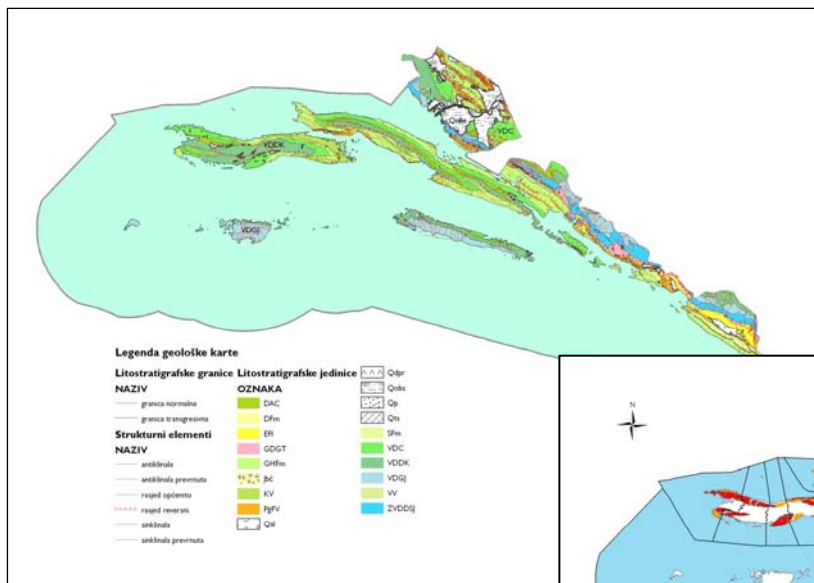 Qobs
VDC
VDDK
VDGJ
Legenda geološke karte
Litostratigrafske granice
NAZIV
granica normalna
granica transgresivna
Strukturni elementi
NAZIV
antiklinala
antiklinala prevrnuta
rasjed općenito
rasjed reversni
sinklinala
sinklinala prevrnuta
Litostratigrafske jedinice
OZNAKA
DAC
DFm
EFl
GDGT
GHFm
Jbč
KV
PgFV
Qal
Qdpr
Qobs
Qp
Qts
SFm
VDC
VDDK
VDGJ
VV
ZVDDSJ
N